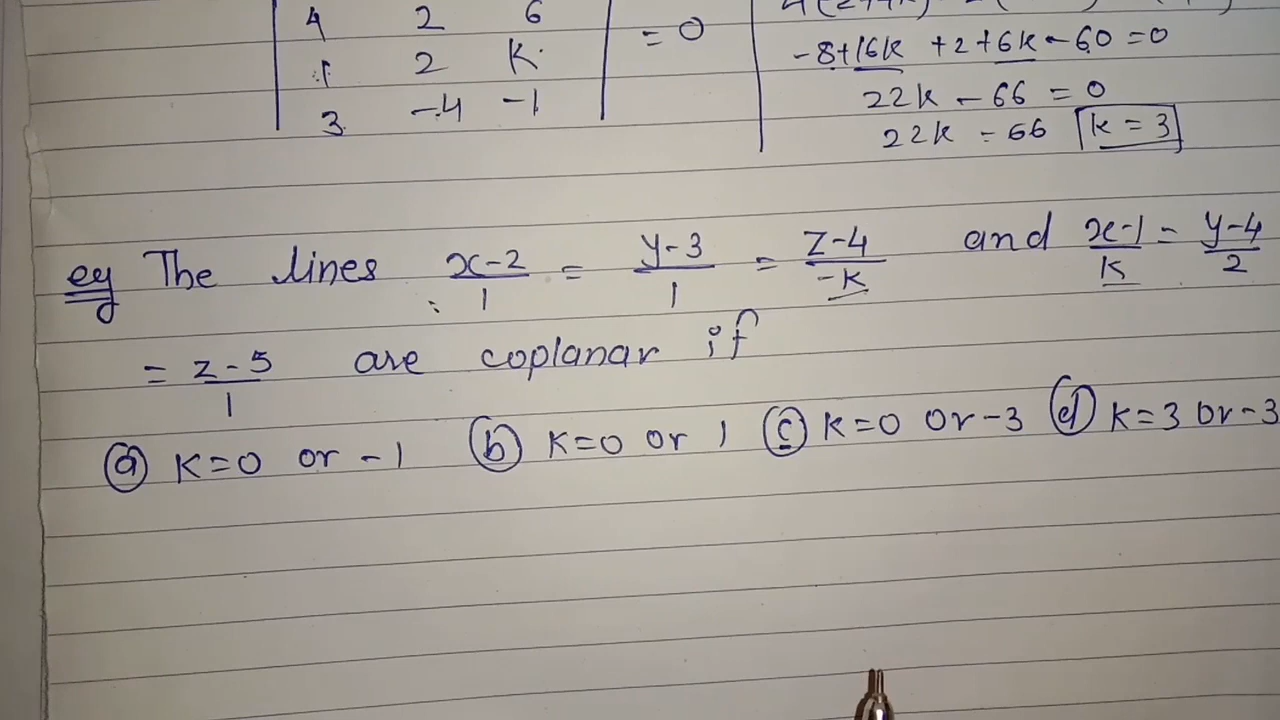 4 2 6
1 2 K = 0
3 -4 -1
-8+16k +2+6k-60=0
22k - 66 = 0
22k = 66 k = 3
eg The lines x-2/1 = y-3/1 = z-4/-K and x-1/K = y-4/2
= z-5/1 are coplanar if
(a) K=0 or -1 (b) K=0 or 1 (c) K=0 or -3 (d) K=3 or -3